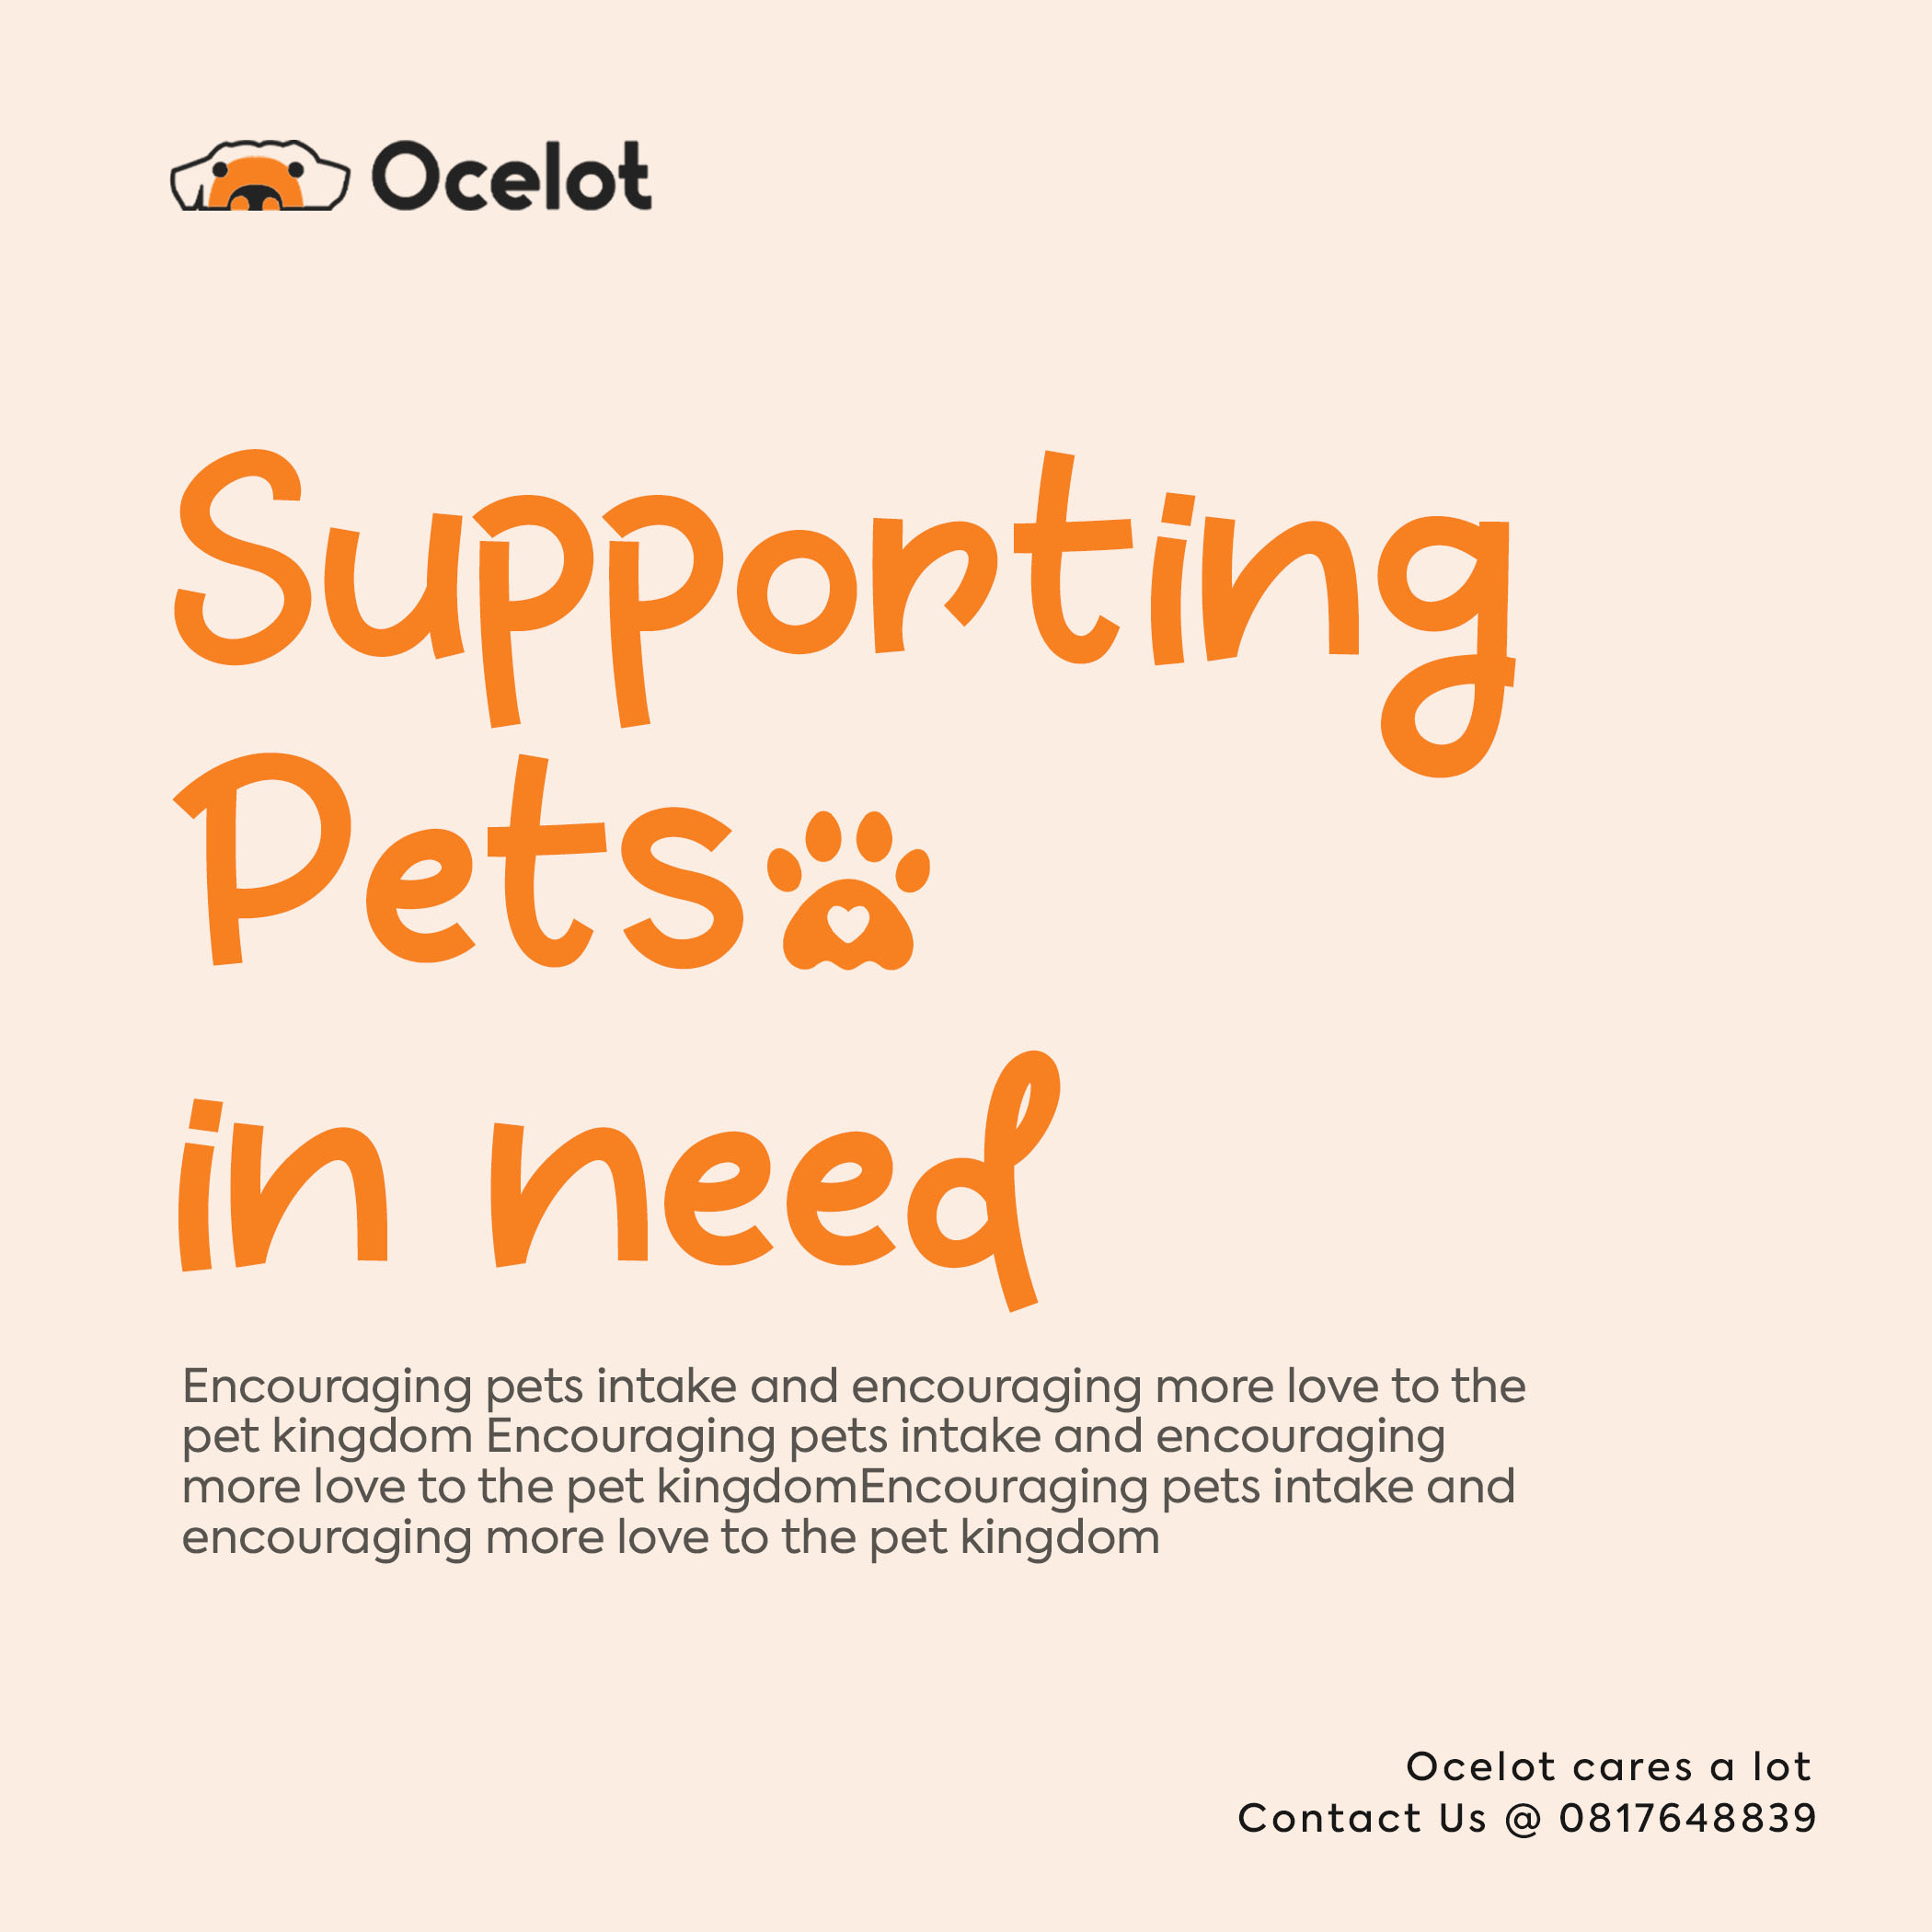 Ocelot
Supporting
Pets
in need
Encouraging pets intake and encouraging more love to the
pet kingdom Encouraging pets intake and encouraging
more love to the pet kingdomEncouraging pets intake and
encouraging more love to the pet kingdom
Ocelot cares a lot
Contact Us @ 0817648839